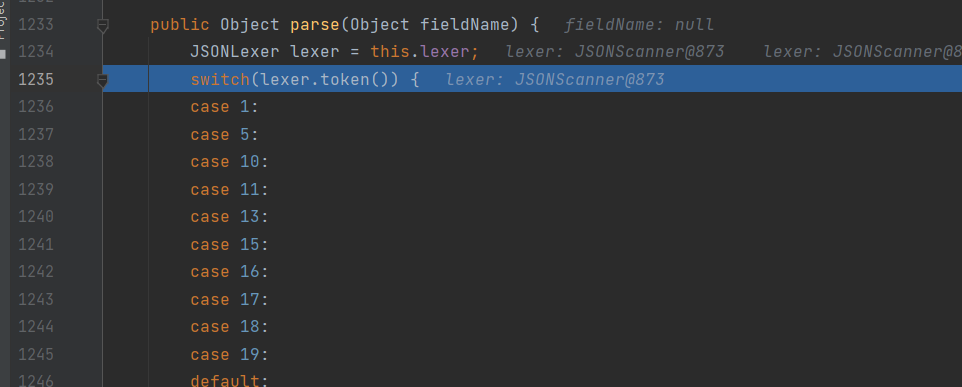 1233 public Object parse(Object fieldName) { fieldName: null
1234 JSONLexer lexer = this.lexer; lexer: JSONScanner@873 lexer: JSONScanner@8
1235 switch(lexer.token()) { lexer: JSONScanner@873
1236 case 1:
1237 case 5:
1238 case 10:
1239 case 11:
1240 case 13:
1241 case 15:
1242 case 16:
1243 case 17:
1244 case 18:
1245 case 19:
1246 default: